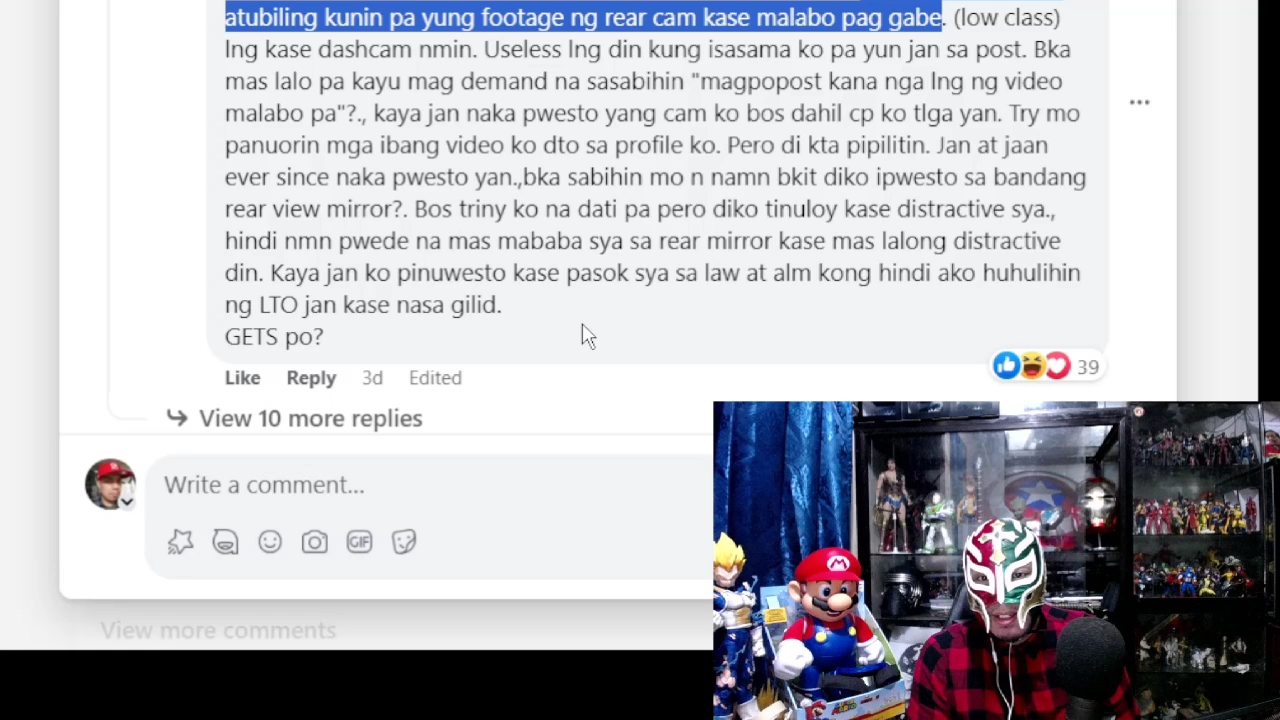 atubiling kunin pa yung footage ng rear cam kase malabo pag gabe. (low class)
lng kase dashcam nmin. Useless lng din kung isasama ko pa yun jan sa post. Bka
mas lalo pa kayu mag demand na sasabihin "magpopost kana nga lng ng video
malabo pa"?., kaya jan naka pwesto yang cam ko bos dahil cp ko tlga yan. Try mo
panuorin mga ibang video ko dto sa profile ko. Pero di kta pipilitin. Jan at jaan
ever since naka pwesto yan.,bka sabihin mo n namn bkit diko ipwesto sa bandang
rear view mirror?. Bos triny ko na dati pa pero diko tinuloy kase distractive sya.,
hindi nmn pwede na mas mababa sya sa rear mirror kase mas lalong distractive
din. Kaya jan ko pinuwesto kase pasok sya sa law at alm kong hindi ako huhulihin
ng LTO jan kase nasa gilid.
GETS po?
39
Like Reply 3d Edited
View 10 more replies
Write a comment...
GIF
View more comments
M